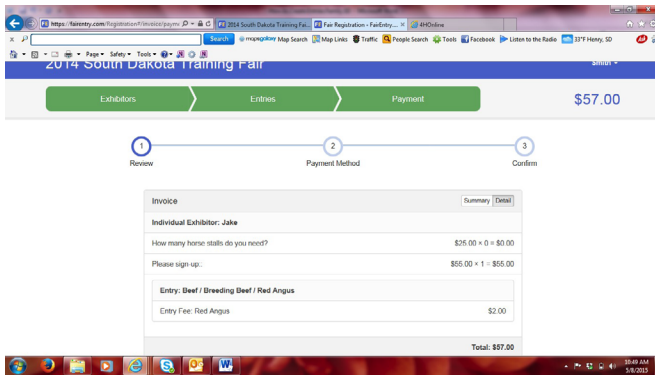 https://fairentry.com/Registration#/invoice/payme
2014 South Dakota Training Fai...
Fair Registration - FairEntry....
4HOnline
Search
mapsgalaxy Map Search
Map Links
Traffic
People Search
Tools
Facebook
Listen to the Radio
33°F Henry, SD
Page
Safety
Tools
2014 South Dakota Training Fair
Smith
Exhibitors
Entries
Payment
$57.00
1
2
3
Review
Payment Method
Confirm
Invoice
Summary
Detail
Individual Exhibitor: Jake
How many horse stalls do you need?
$25.00 × 0 = $0.00
Please sign-up:
$55.00 × 1 = $55.00
Entry: Beef / Breeding Beef / Red Angus
Entry Fee: Red Angus
$2.00
Total: $57.00
10:49 AM
5/8/2015